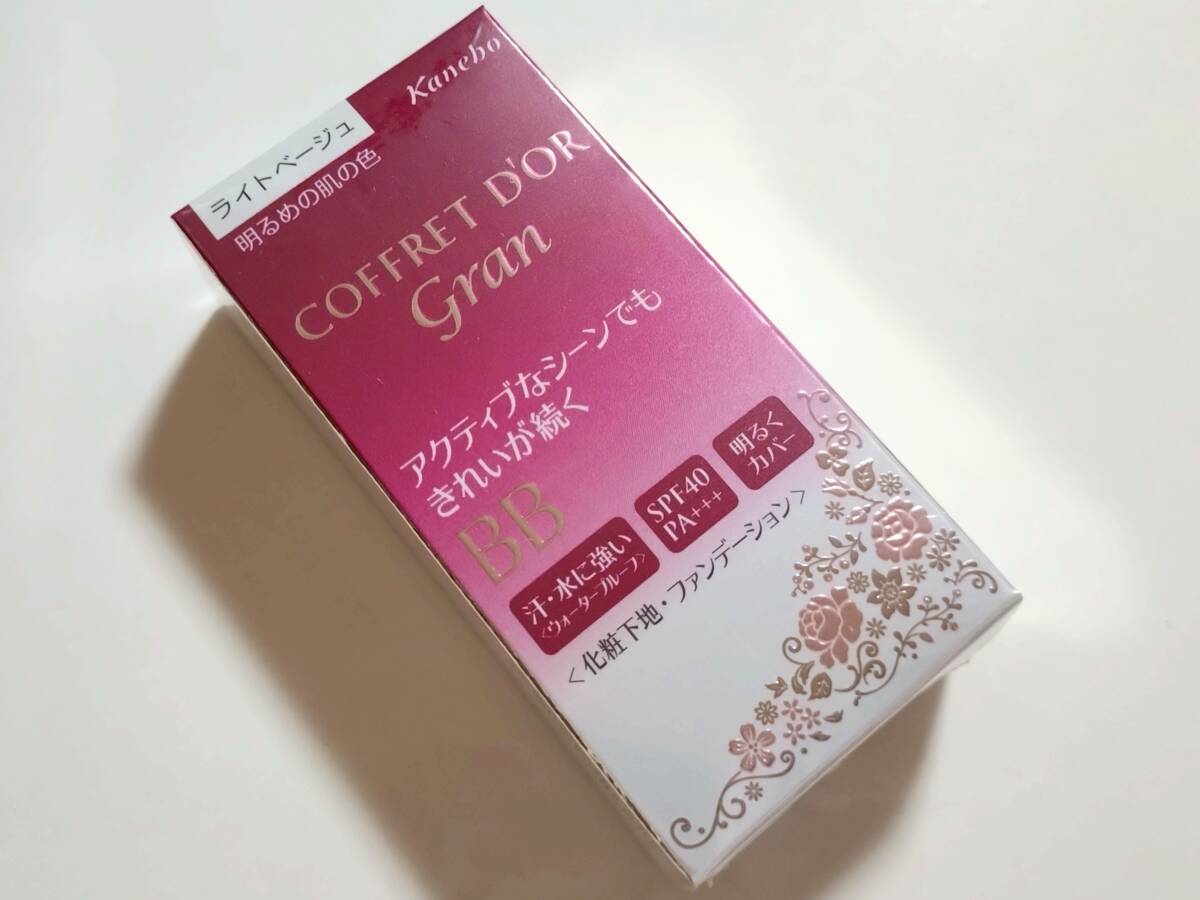 Kanebo
ライトベージュ
明るめの肌の色
COFFRET D'OR
Gran
アクティブなシーンでも
きれいが続く
BB
汗・水に強い
<ウォータープルーフ>
SPF40
PA+++
明るく
カバー
<化粧下地・ファンデーション>